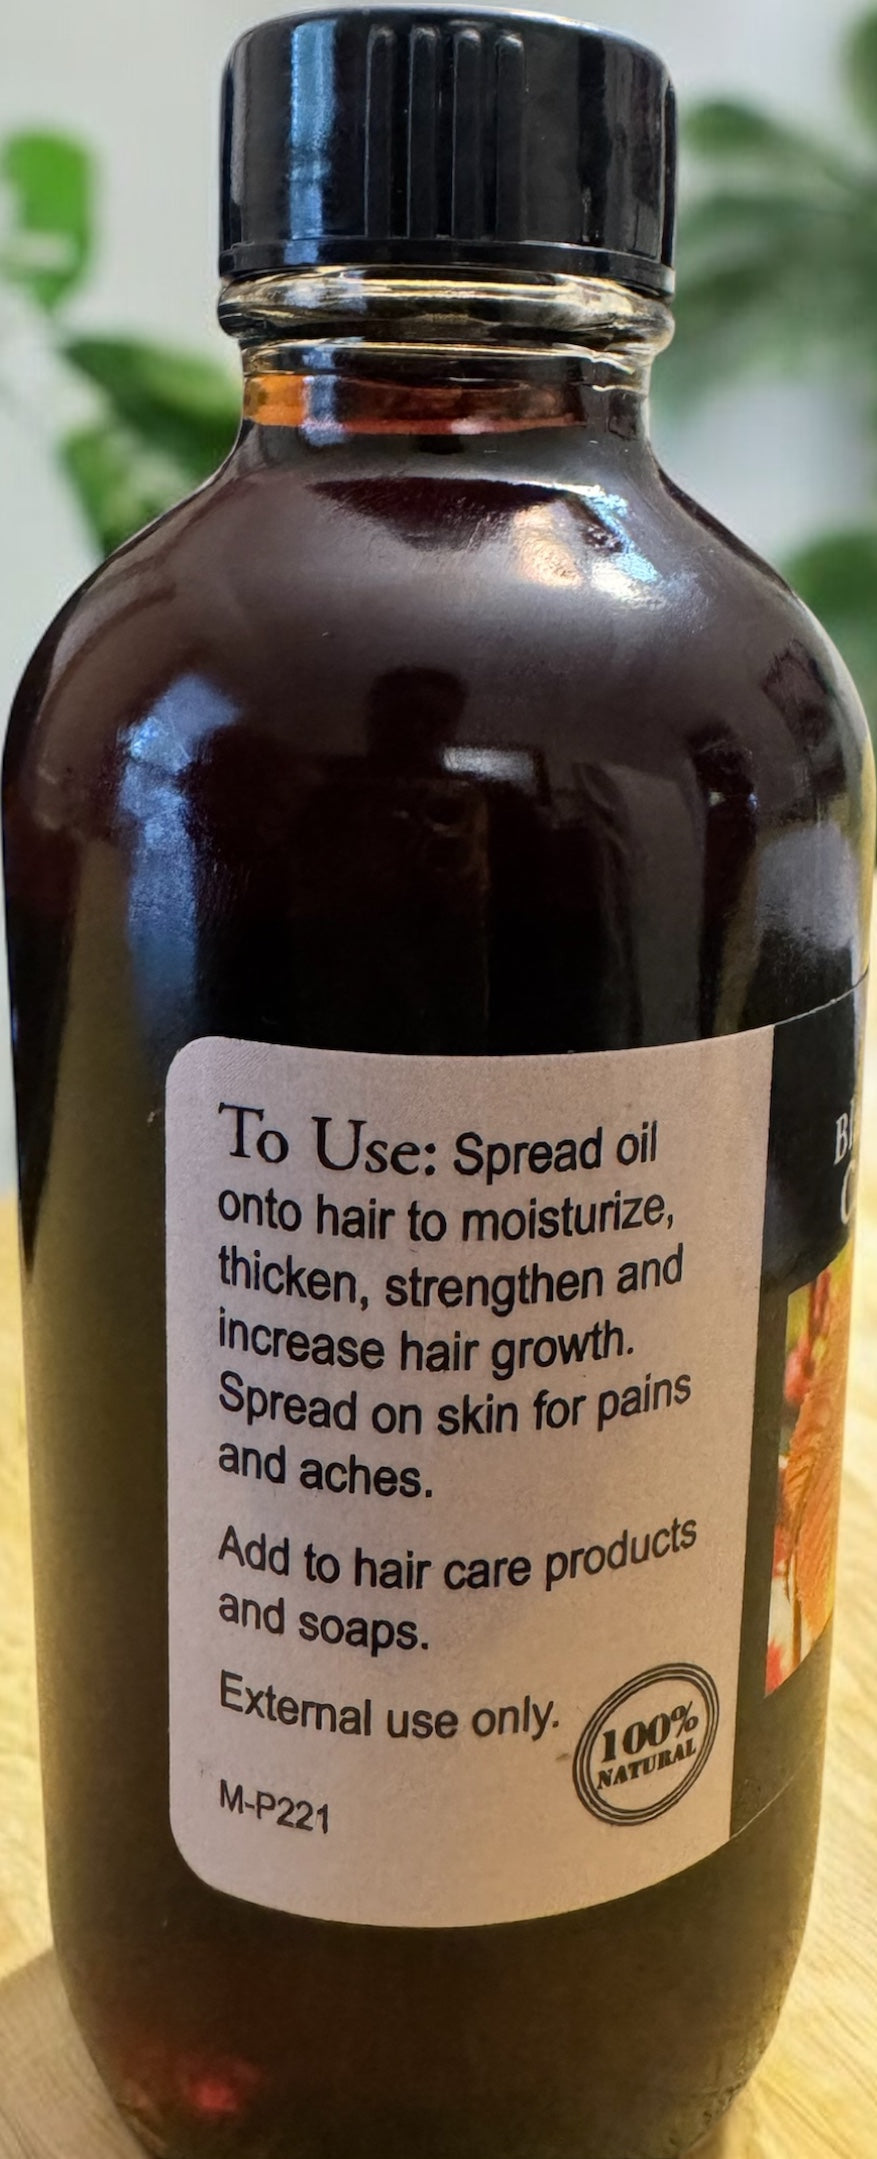 To Use: Spread oil
onto hair to moisturize,
thicken, strengthen and
increase hair growth.
Spread on skin for pains
and aches.
Add to hair care products
and soaps.
External use only.
100%
NATURAL
M-P221